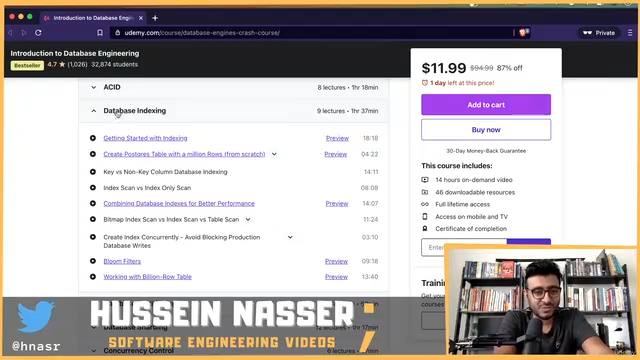 Introduction to Database Engin
udemy.com/course/database-engines-crash-course/
Private
Introduction to Database Engineering
Bestseller 4.7 ★ (1,026) 32,874 students
ACID 8 lectures • 1hr 18min
Database Indexing 9 lectures • 1hr 37min
Getting Started with Indexing Preview 18:18
Create Postgres Table with a million Rows (from scratch) Preview 04:22
Key vs Non-Key Column Database Indexing 14:11
Index Scan vs Index Only Scan 08:08
Combining Database Indexes for Better Performance Preview 14:07
Bitmap Index Scan vs Index Scan vs Table Scan 11:24
Create Index Concurrently - Avoid Blocking Production 03:10
Database Writes
Bloom Filters Preview 09:18
Working with Billion-Row Table Preview 13:40
$11.99 $94.99 87% off
1 day left at this price!
Add to cart
Buy now
30-Day Money-Back Guarantee
This course includes:
14 hours on-demand video
46 downloadable resources
Full lifetime access
Access on mobile and TV
Certificate of completion
HUSSEIN NASSER ;
SOFTWARE ENGINEERING VIDEOS
@hnasr